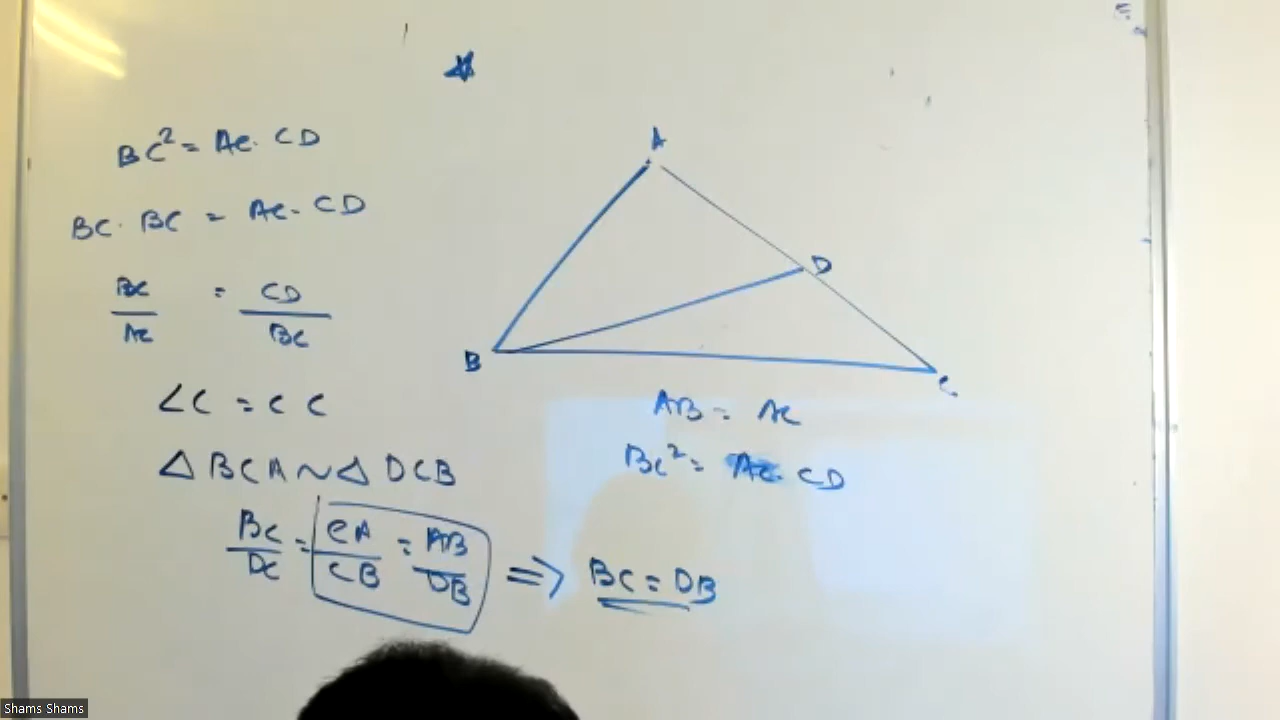 BC² = AC · CD
BC · BC = AC · CD
BC/AC = CD/BC
∠C = ∠C
△ BCA ~ △ DCB
BC/DC = CA/CB = AB/DB ⇒ BC = DB
A
D
B
C
AB = AC
BC² = AC · CD
Shams Shams